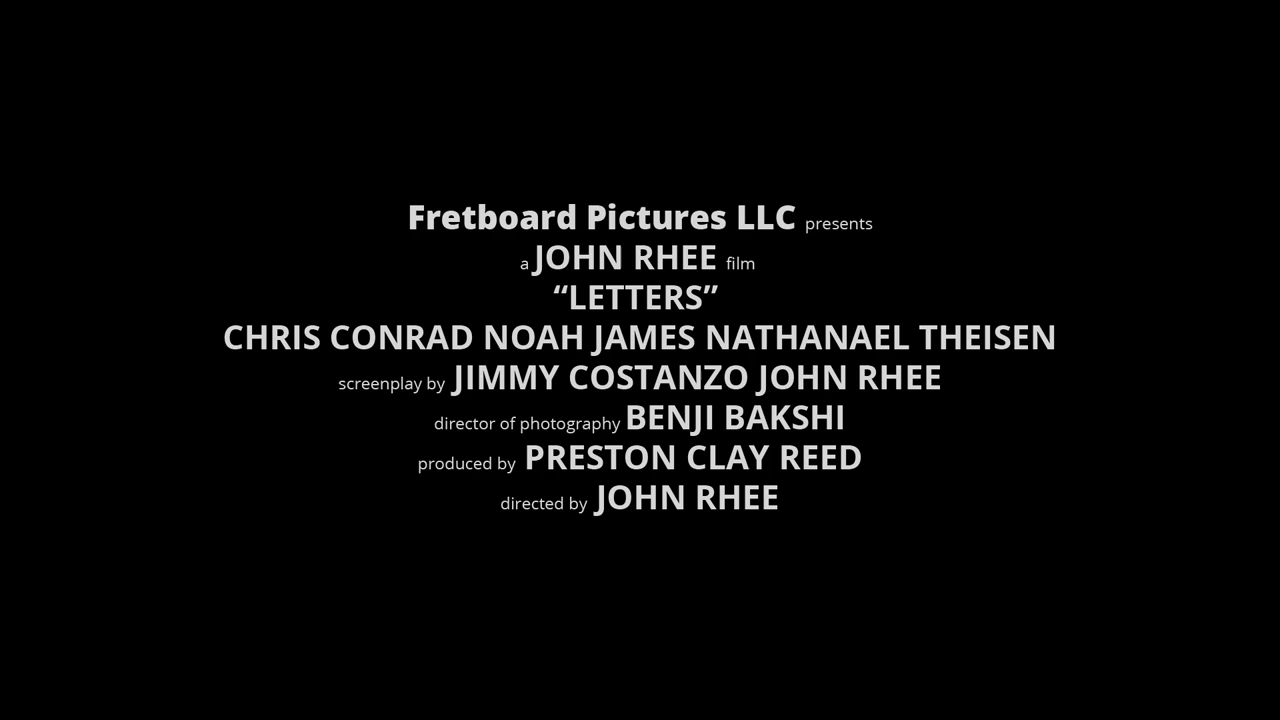 Fretboard Pictures LLC presents
a JOHN RHEE film
“LETTERS”
CHRIS CONRAD NOAH JAMES NATHANAEL THEISEN
screenplay by JIMMY COSTANZO JOHN RHEE
director of photography BENJI BAKSHI
produced by PRESTON CLAY REED
directed by JOHN RHEE